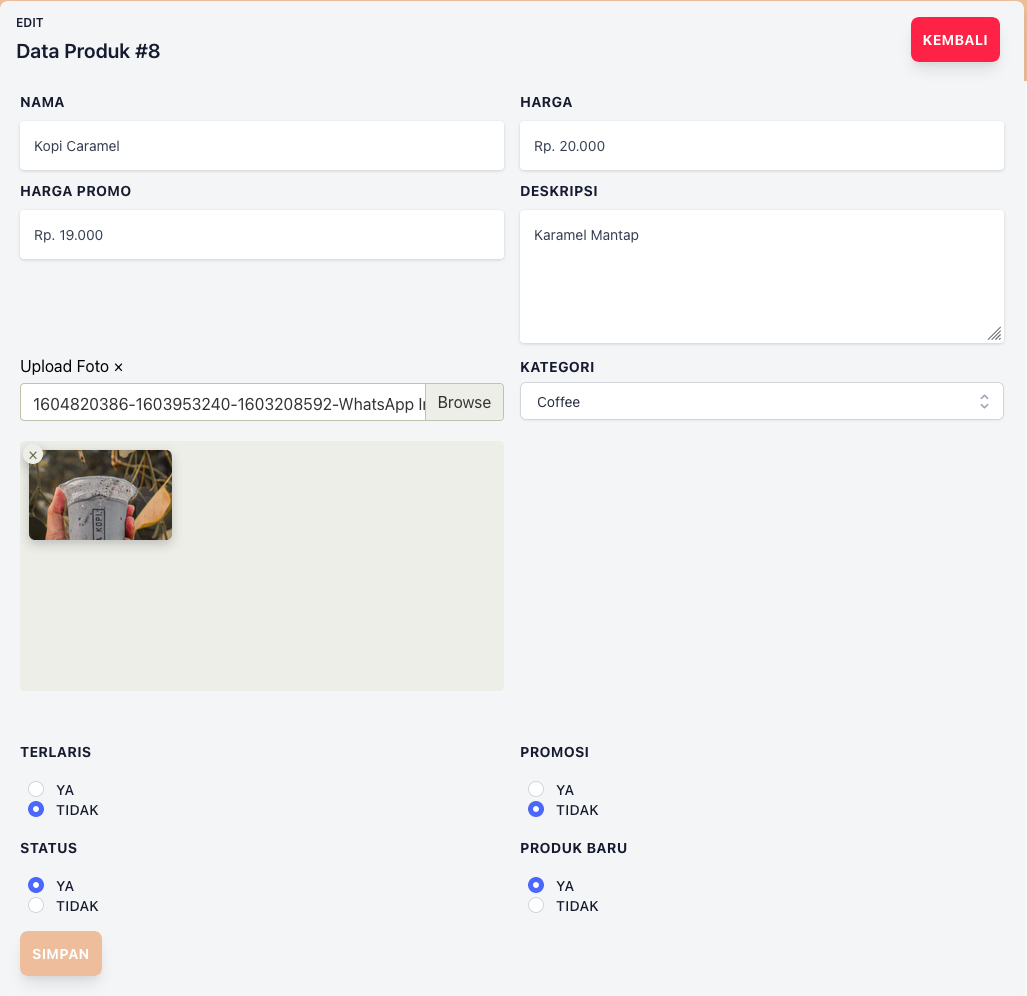 EDIT
Data Produk #8
KEMBALI
NAMA
HARGA
Kopi Caramel
Rp. 20.000
HARGA PROMO
DESKRIPSI
Rp. 19.000
Karamel Mantap
Upload Foto ×
KATEGORI
1604820386-1603953240-1603208592-WhatsApp
Browse
Coffee
×
KOPI
TERLARIS
PROMOSI
YA
YA
TIDAK
TIDAK
STATUS
PRODUK BARU
YA
YA
TIDAK
TIDAK
SIMPAN